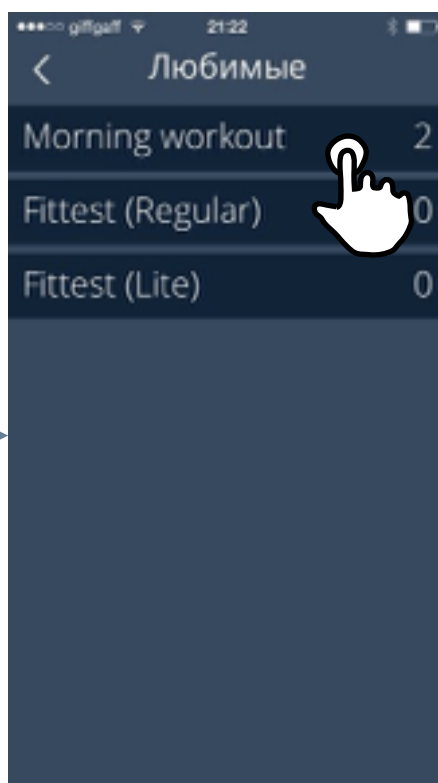 giffgaff 21:22
Любимые
Morning workout 2
Fittest (Regular) 0
Fittest (Lite) 0